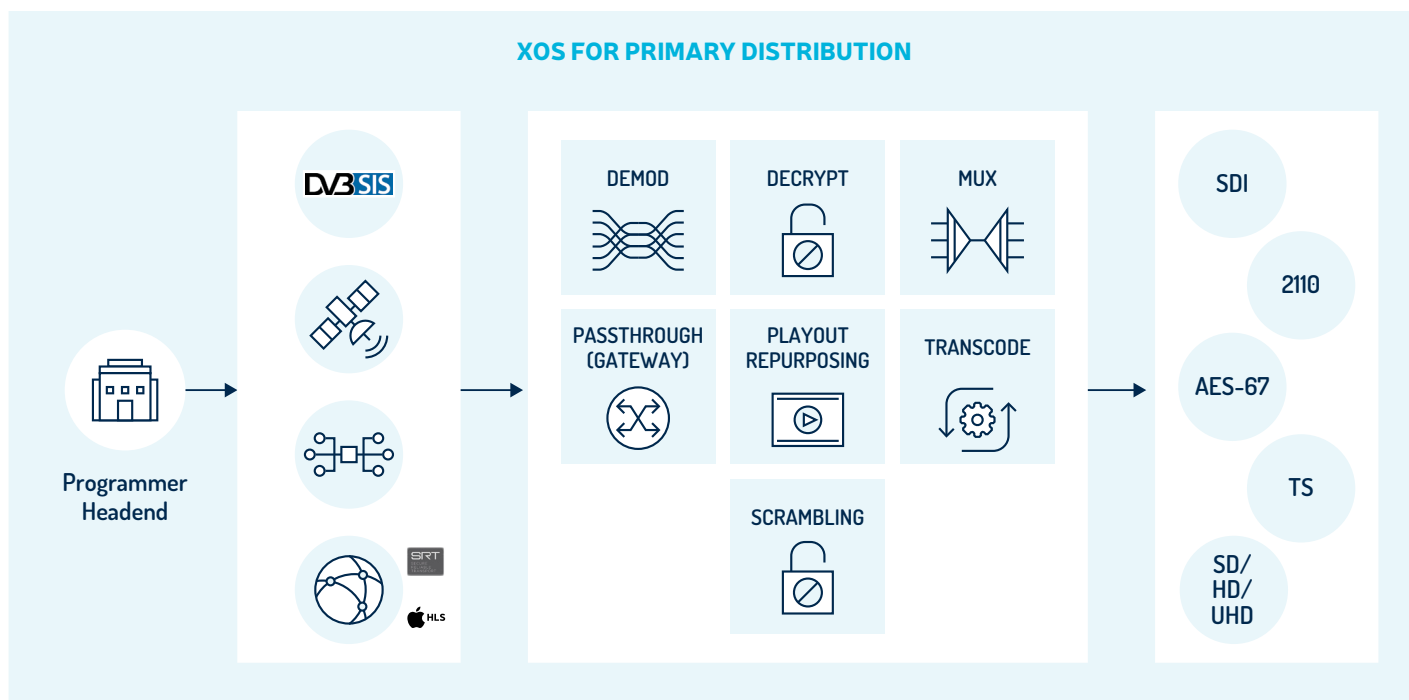 XOS FOR PRIMARY DISTRIBUTION
Programmer
Headend
DVB SIS
SRT
HLS
DEMOD
DECRYPT
MUX
PASSTHROUGH
(GATEWAY)
PLAYOUT
REPURPOSING
TRANSCODE
SCRAMBLING
SDI
2110
AES-67
TS
SD/
HD/
UHD